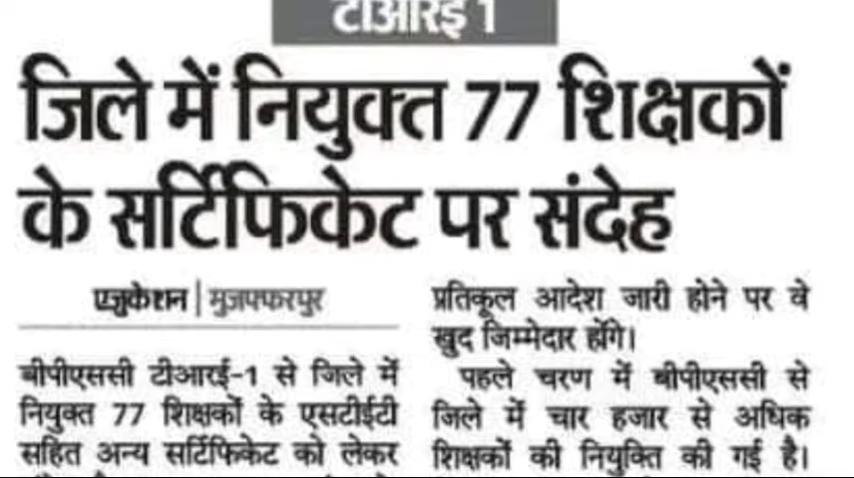 टीआरई 1
जिले में नियुक्त 77 शिक्षकों
के सर्टिफिकेट पर संदेह
एजुकेशन | मुजफ्फरपुर
बीपीएससी टीआरई-1 से जिले में
नियुक्त 77 शिक्षकों के एसटीईटी
सहित अन्य सर्टिफिकेट को लेकर
प्रतिकूल आदेश जारी होने पर वे
खुद जिम्मेदार होंगे।
पहले चरण में बीपीएससी से
जिले में चार हजार से अधिक
शिक्षकों की नियुक्ति की गई है।